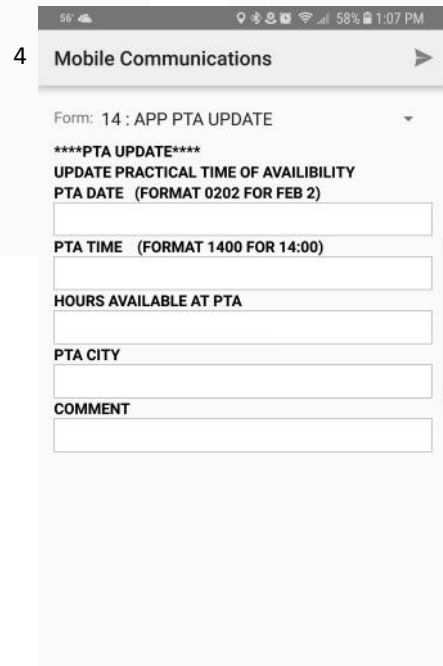 56°
58% 1:07 PM
4
Mobile Communications
Form: 14 : APP PTA UPDATE
****PTA UPDATE****
UPDATE PRACTICAL TIME OF AVAILIBILITY
PTA DATE (FORMAT 0202 FOR FEB 2)
PTA TIME (FORMAT 1400 FOR 14:00)
HOURS AVAILABLE AT PTA
PTA CITY
COMMENT